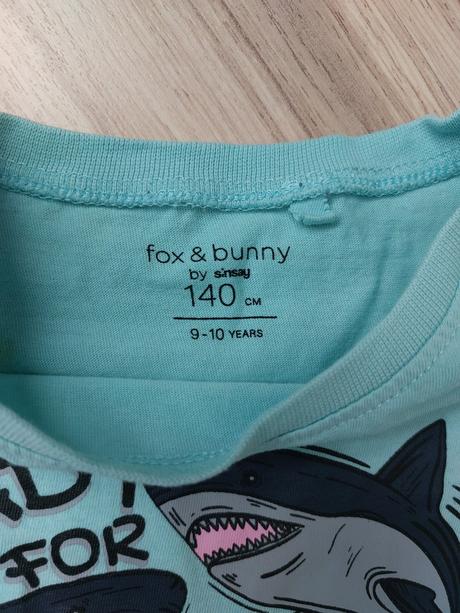 fox & bunny
by sinsay
140 CM
9-10 YEARS
FOR